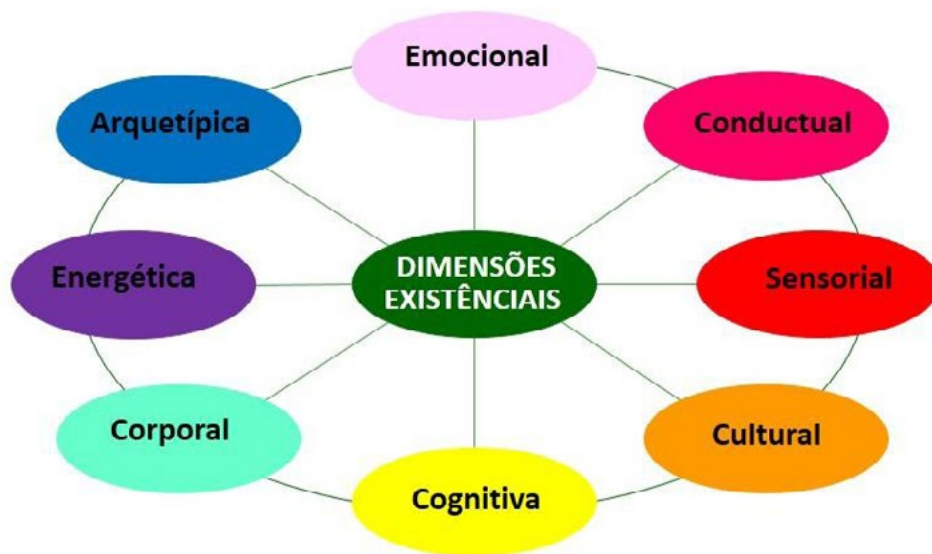 Emocional
Arquetípica
Conductual
Energética
DIMENSÕES
EXISTÊNCIAIS
Sensorial
Corporal
Cultural
Cognitiva